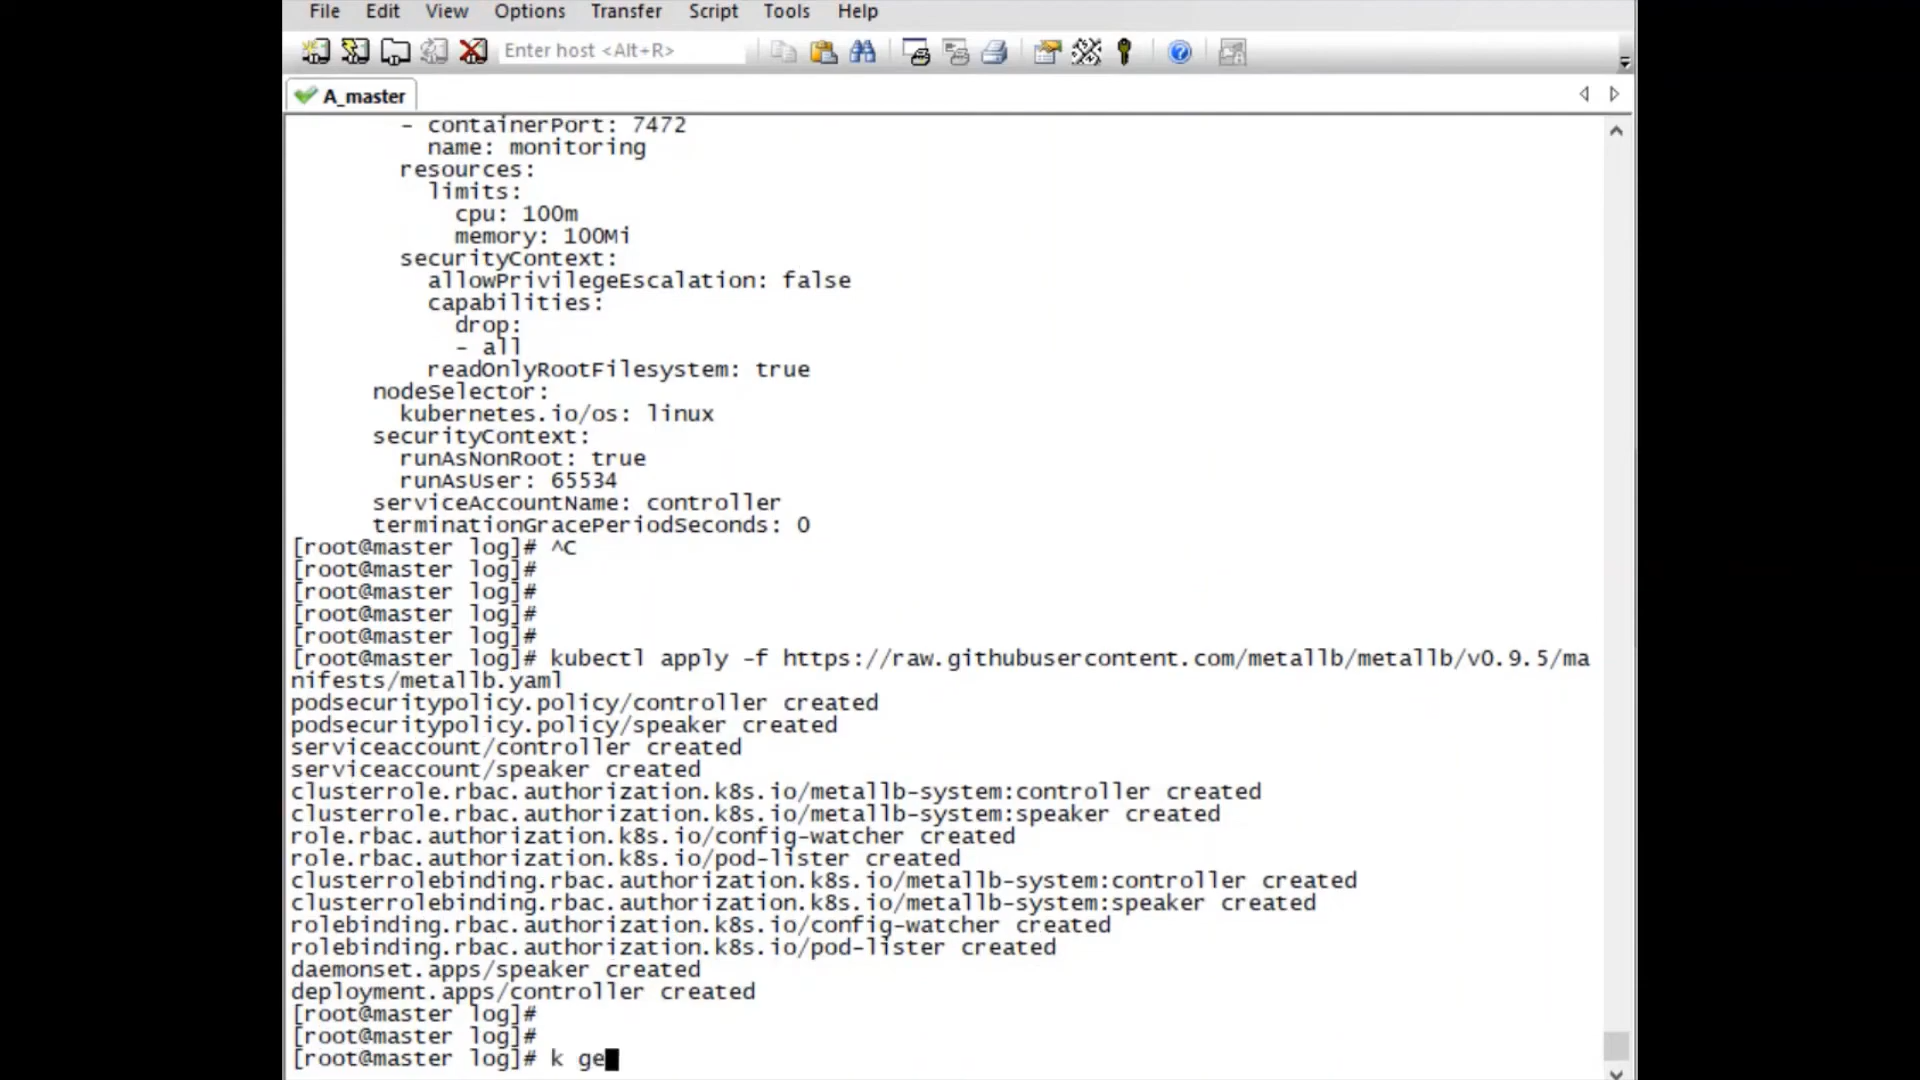 File Edit View Options Transfer Script Tools Help
Enter host <Alt+R>
A_master
- containerPort: 7472
name: monitoring
resources:
limits:
cpu: 100m
memory: 100Mi
securityContext:
allowPrivilegeEscalation: false
capabilities:
drop:
- all
readOnlyRootFilesystem: true
nodeSelector:
kubernetes.io/os: linux
securityContext:
runAsNonRoot: true
runAsUser: 65534
serviceAccountName: controller
terminationGracePeriodSeconds: 0
[root@master log]# ^C
[root@master log]#
[root@master log]#
[root@master log]#
[root@master log]#
[root@master log]# kubectl apply -f https://raw.githubusercontent.com/metallb/metallb/v0.9.5/ma
nifests/metallb.yaml
podsecuritypolicy.policy/controller created
podsecuritypolicy.policy/speaker created
serviceaccount/controller created
serviceaccount/speaker created
clusterrole.rbac.authorization.k8s.io/metallb-system:controller created
clusterrole.rbac.authorization.k8s.io/metallb-system:speaker created
role.rbac.authorization.k8s.io/config-watcher created
role.rbac.authorization.k8s.io/pod-lister created
clusterrolebinding.rbac.authorization.k8s.io/metallb-system:controller created
clusterrolebinding.rbac.authorization.k8s.io/metallb-system:speaker created
rolebinding.rbac.authorization.k8s.io/config-watcher created
rolebinding.rbac.authorization.k8s.io/pod-lister created
daemonset.apps/speaker created
deployment.apps/controller created
[root@master log]#
[root@master log]#
[root@master log]# k ge